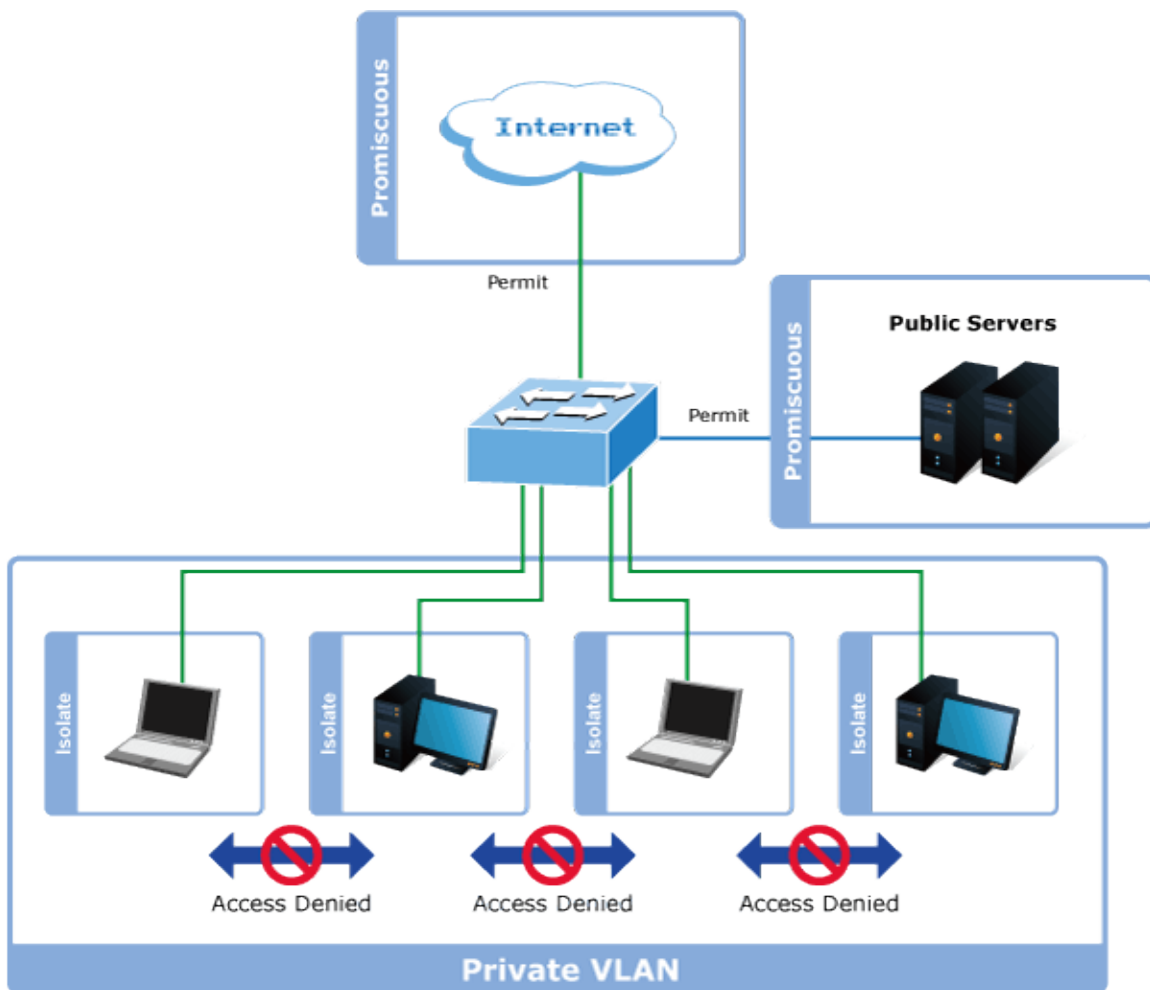 Promiscuous
Internet
Permit
Promiscuous
Public Servers
Permit
Isolate
Isolate
Isolate
Isolate
Access Denied
Access Denied
Access Denied
Private VLAN